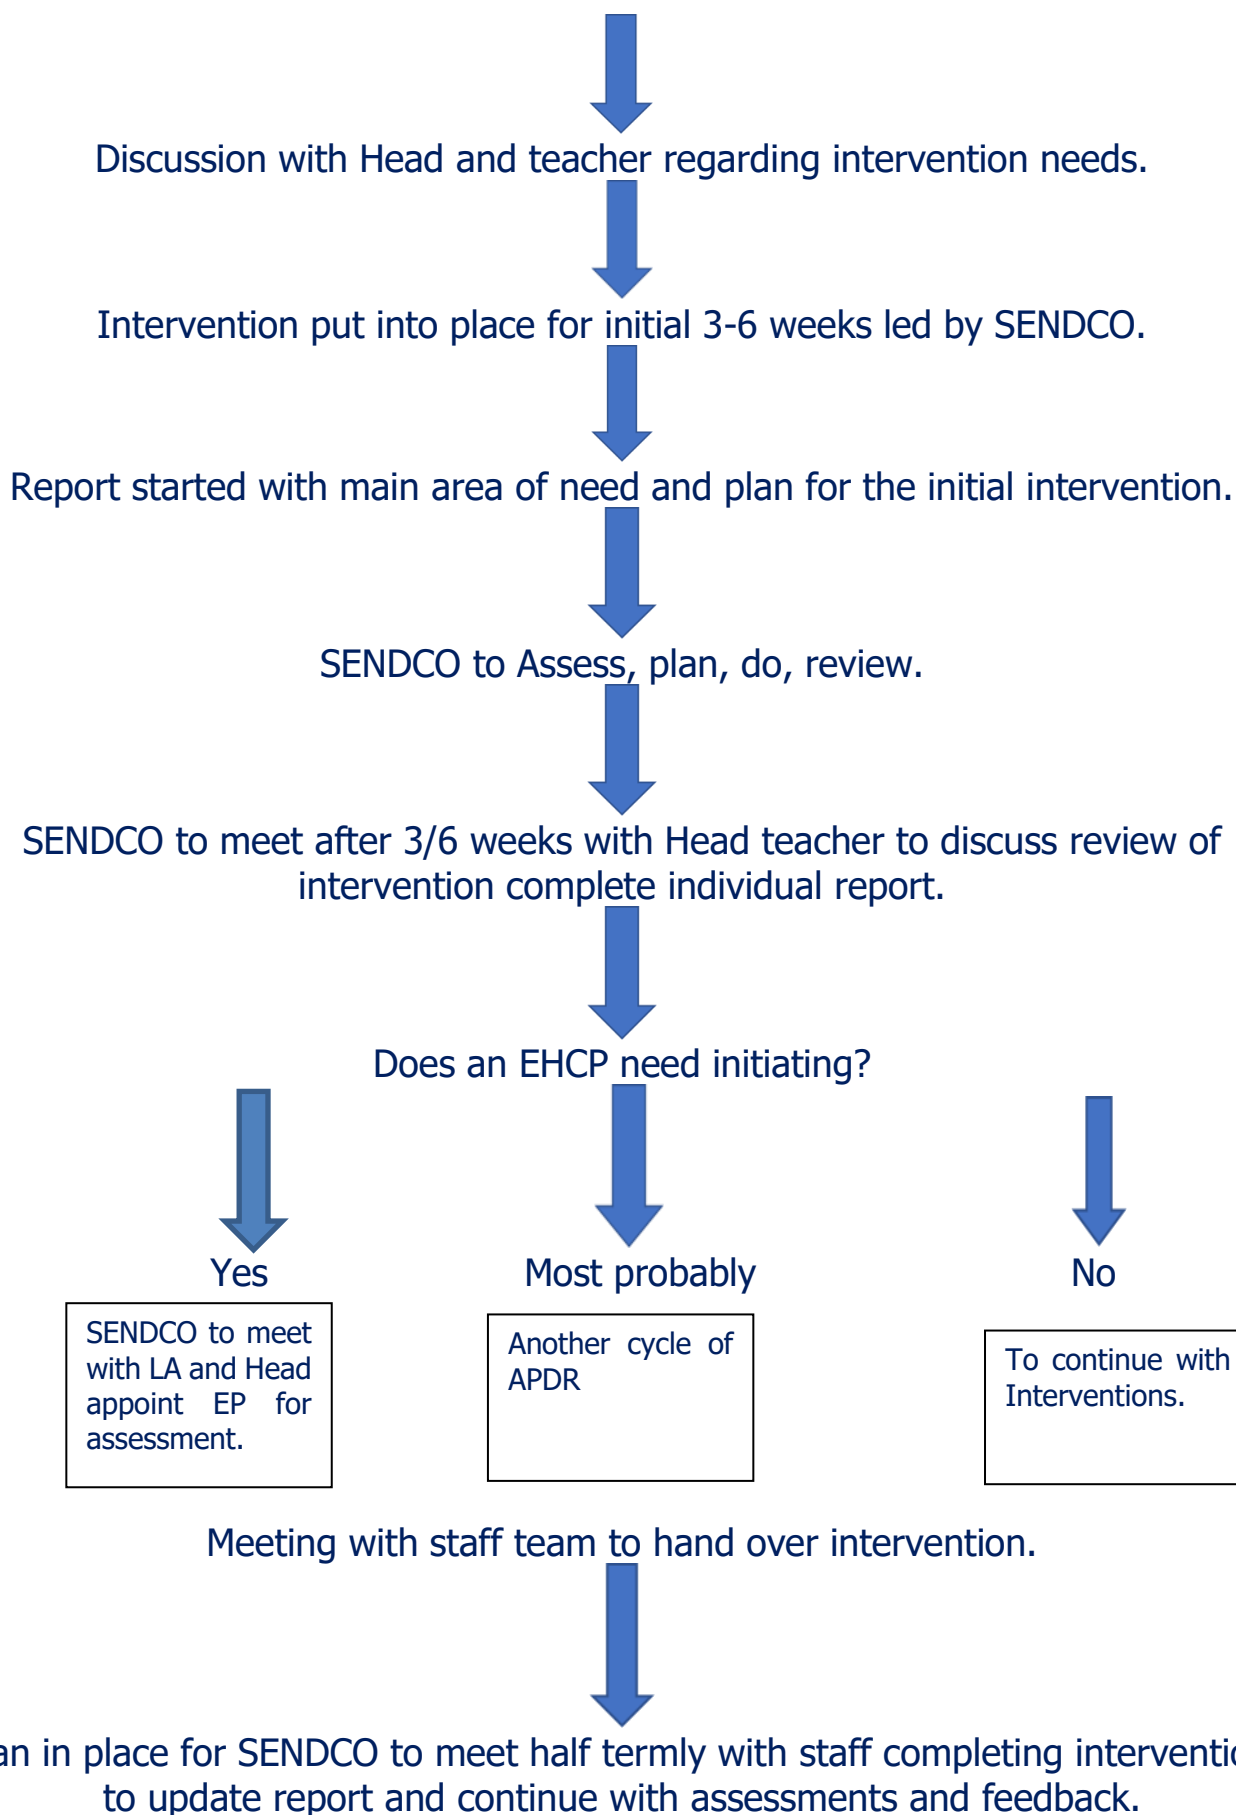 Discussion with Head and teacher regarding intervention needs.
Intervention put into place for initial 3-6 weeks led by SENDCO.
Report started with main area of need and plan for the initial intervention.
SENDCO to Assess, plan, do, review.
SENDCO to meet after 3/6 weeks with Head teacher to discuss review of
intervention complete individual report.
Does an EHCP need initiating?
Yes
Most probably
No
SENDCO to meet
with LA and Head
appoint EP for
assessment.
Another cycle of
APDR
To continue with
Interventions.
Meeting with staff team to hand over intervention.
in place for SENDCO to meet half termly with staff completing
to update report and continue with assessments and feedback.